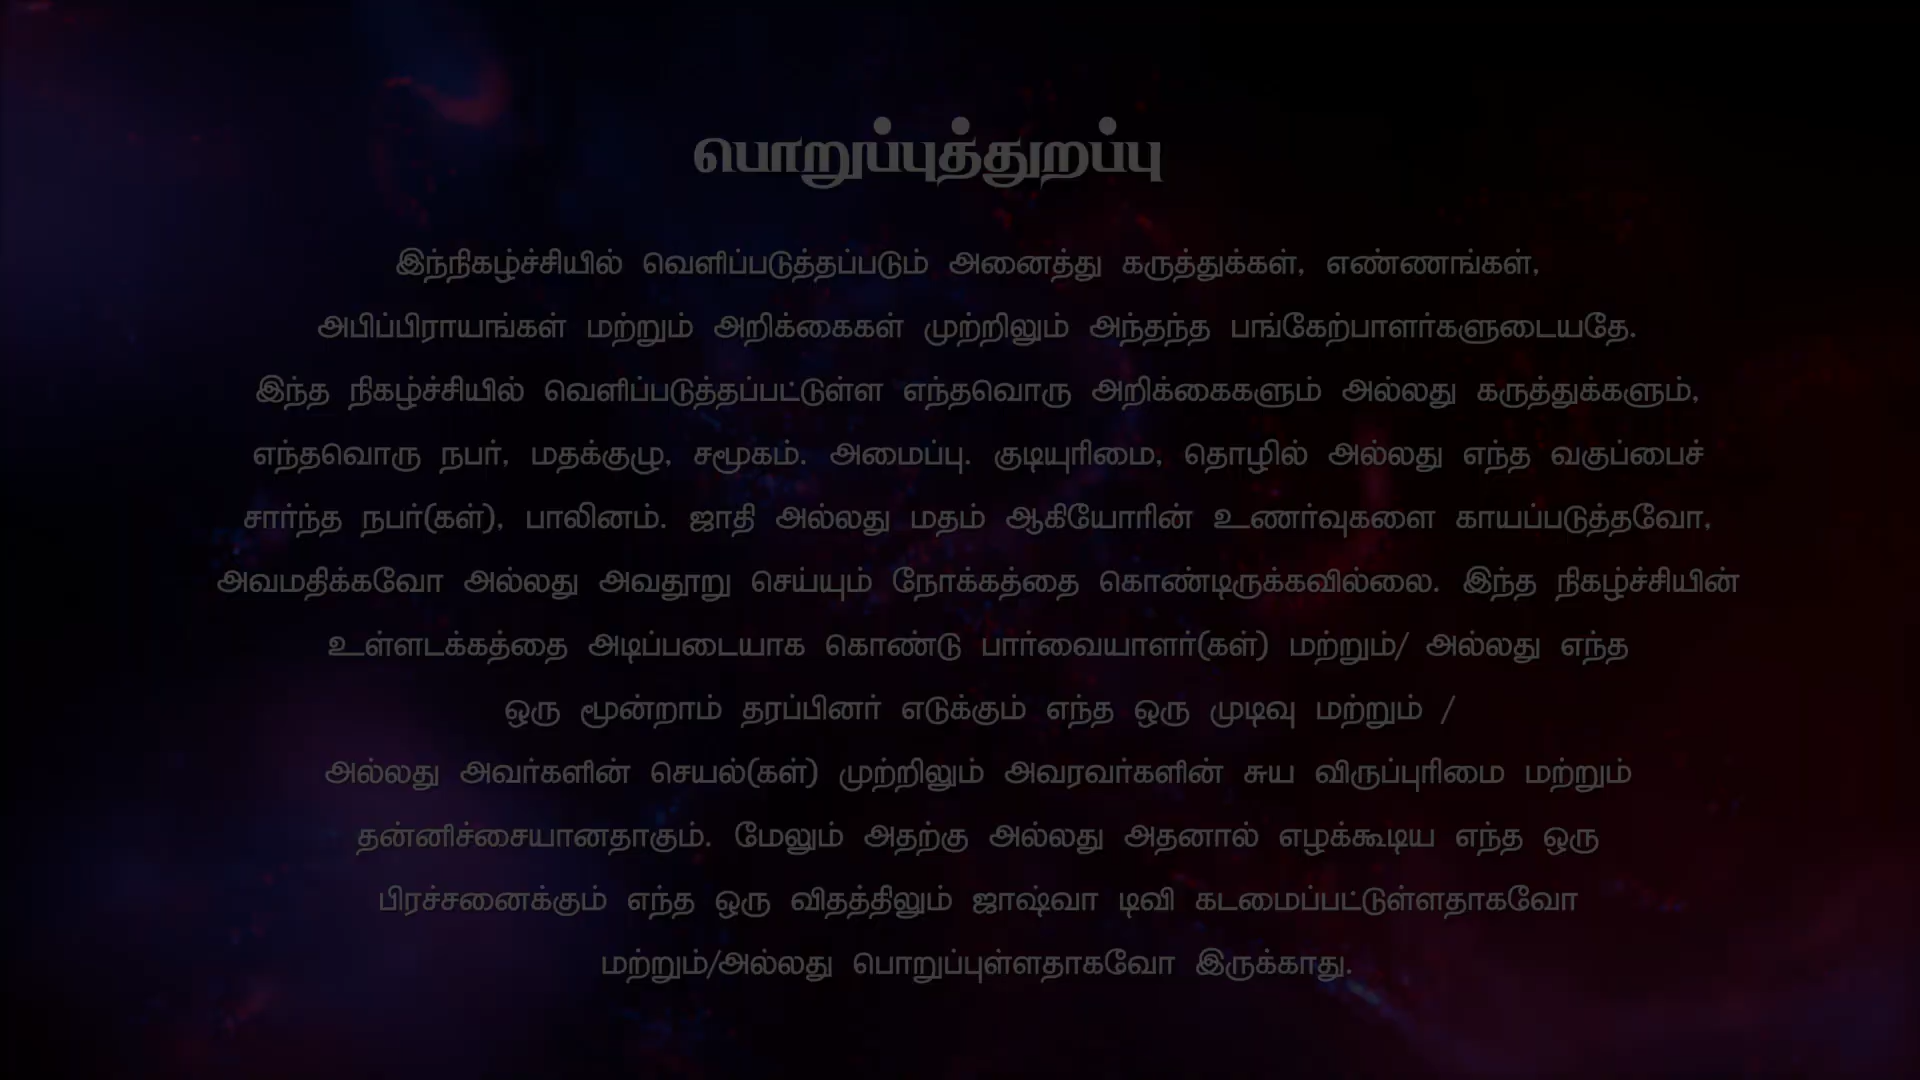 பொறுப்புத்துறப்பு
இந்நிகழ்ச்சியில் வெளிப்படுத்தப்படும் அனைத்து கருத்துக்கள், எண்ணங்கள்,
அபிப்பிராயங்கள் மற்றும் அறிக்கைகள் முற்றிலும் அந்தந்த பங்கேற்பாளர்களுடையதே.
இந்த நிகழ்ச்சியில் வெளிப்படுத்தப்பட்டுள்ள எந்தவொரு அறிக்கைகளும் அல்லது கருத்துக்களும்,
எந்தவொரு நபர், மதக்குழு, சமூகம். அமைப்பு. குடியுரிமை, தொழில் அல்லது எந்த வகுப்பைச்
சார்ந்த நபர்(கள்), பாலினம். ஜாதி அல்லது மதம் ஆகியோரின் உணர்வுகளை காயப்படுத்தவோ,
அவமதிக்கவோ அல்லது அவதூறு செய்யும் நோக்கத்தை கொண்டிருக்கவில்லை. இந்த நிகழ்ச்சியின்
உள்ளடக்கத்தை அடிப்படையாக கொண்டு பார்வையாளர்(கள்) மற்றும்/ அல்லது எந்த
ஒரு மூன்றாம் தரப்பினர் எடுக்கும் எந்த ஒரு முடிவு மற்றும் /
அல்லது அவர்களின் செயல்(கள்) முற்றிலும் அவரவர்களின் சுய விருப்புரிமை மற்றும்
தன்னிச்சையானதாகும். மேலும் அதற்கு அல்லது அதனால் எழக்கூடிய எந்த ஒரு
பிரச்சனைக்கும் எந்த ஒரு விதத்திலும் ஜாஷ்வா டிவி கடமைப்பட்டுள்ளதாகவோ
மற்றும்/அல்லது பொறுப்புள்ளதாகவோ இருக்காது.